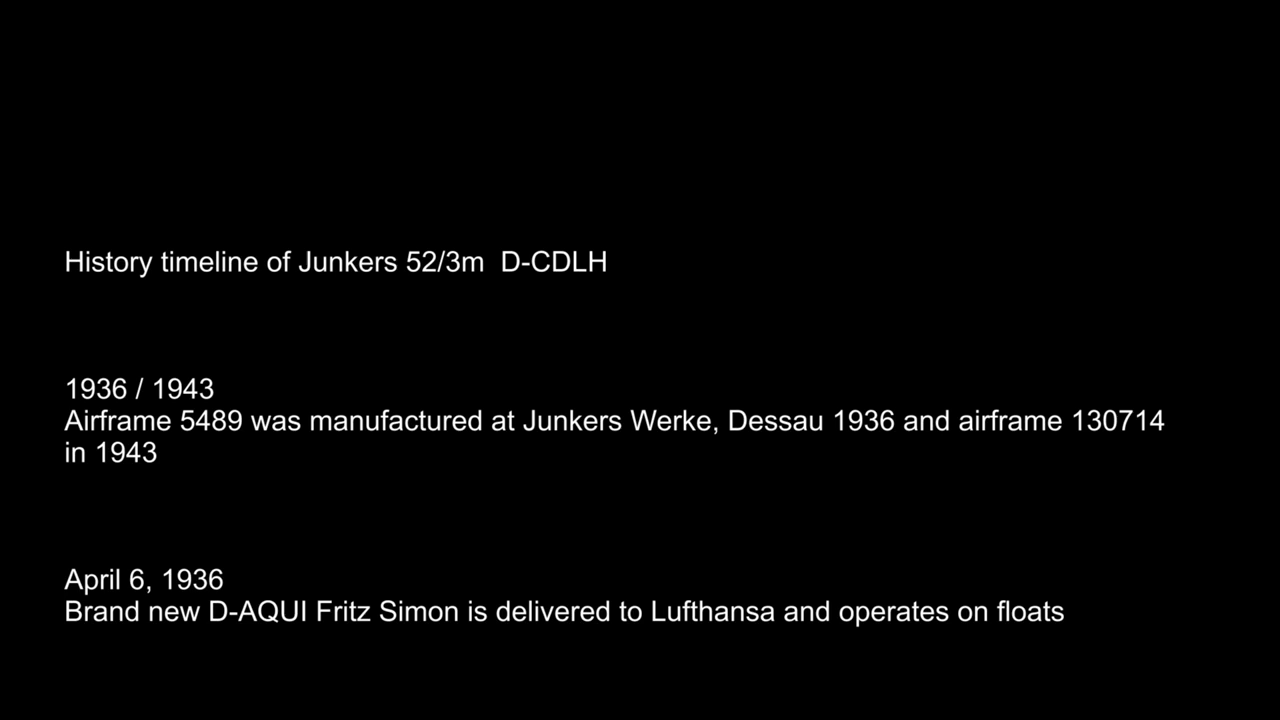 History timeline of Junkers 52/3m  D-CDLH
1936 / 1943
Airframe 5489 was manufactured at Junkers Werke, Dessau 1936 and airframe 130714
in 1943
April 6, 1936
Brand new D-AQUI Fritz Simon is delivered to Lufthansa and operates on floats